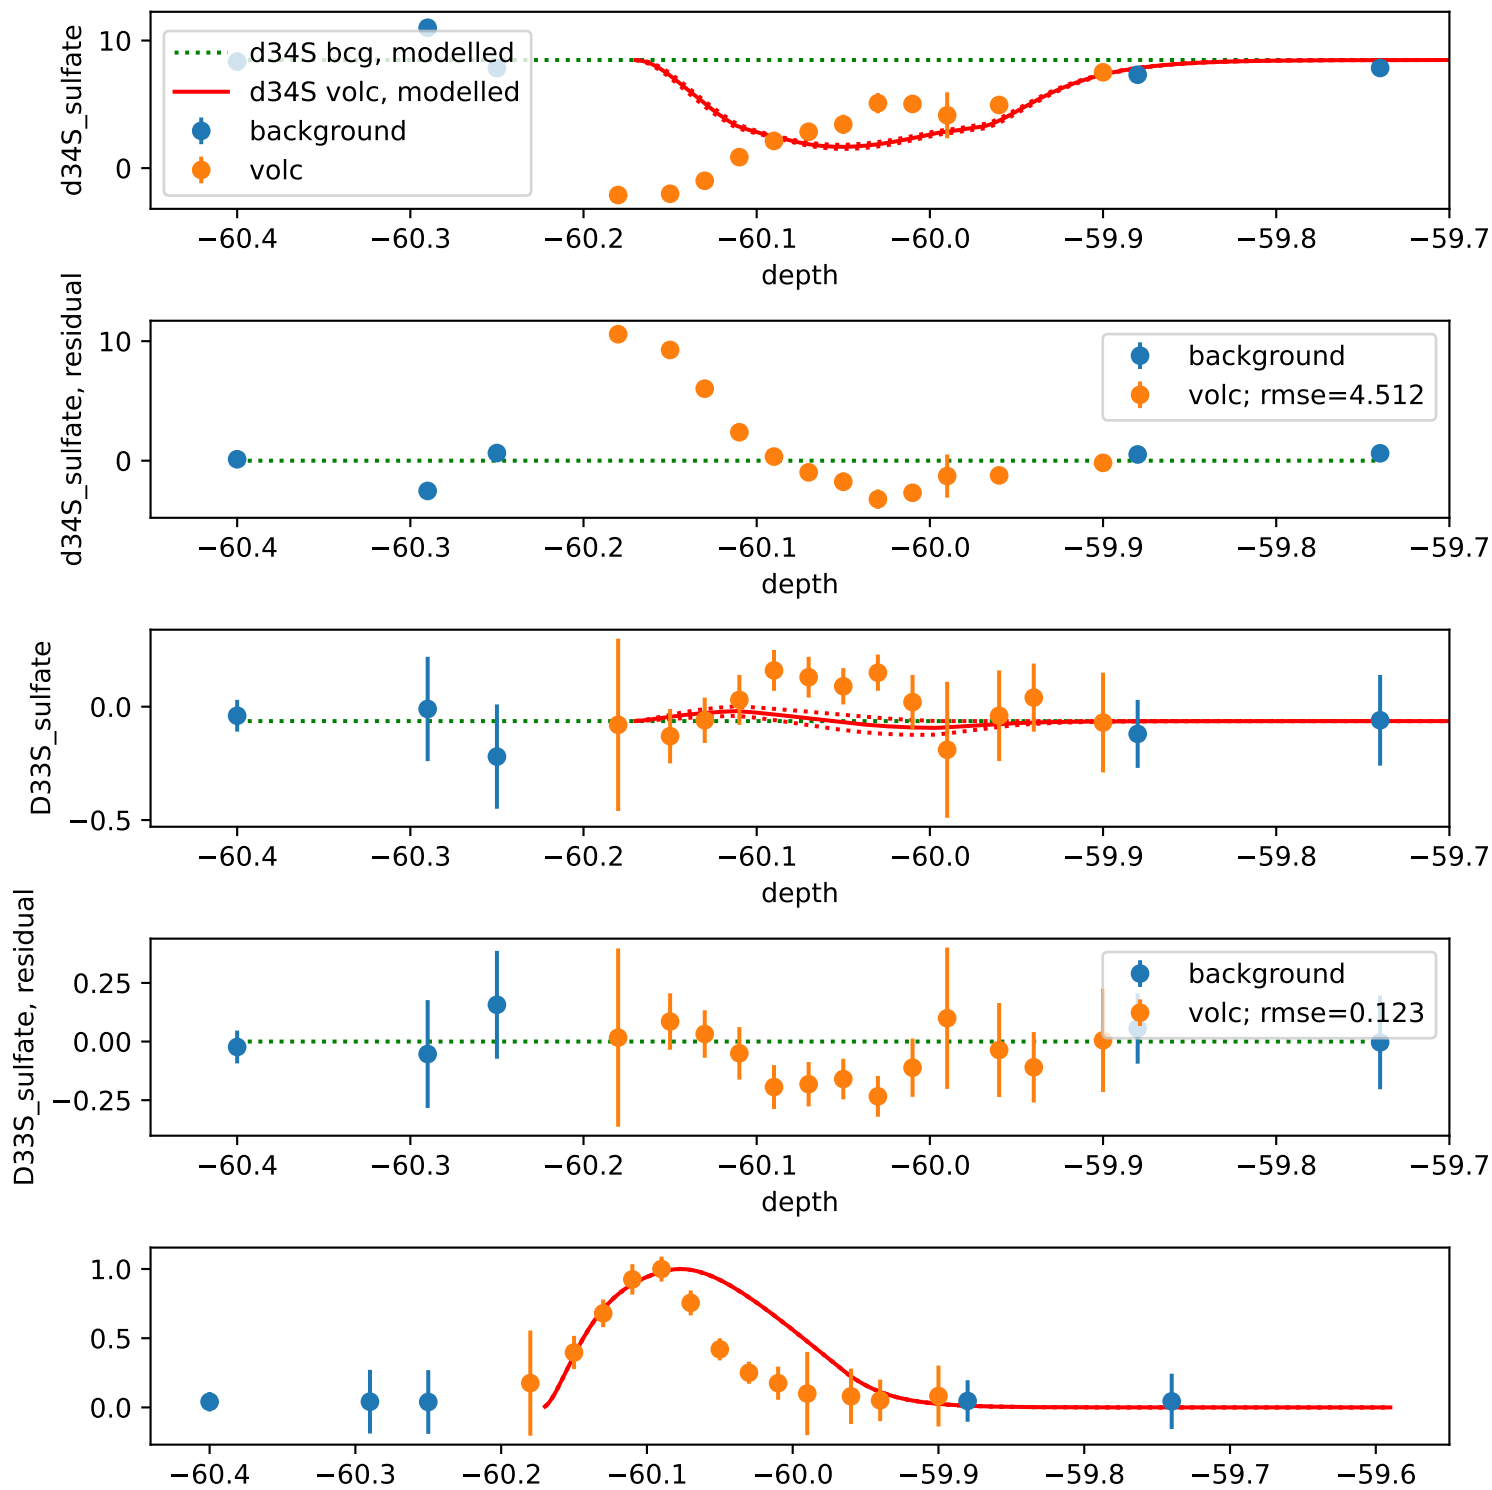 d34S_sulfate
10
0
d34S bcg, modelled
d34S volc, modelled
background
volc
−60.4 −60.3 −60.2 −60.1 −60.0 −59.9 −59.8 −59.7
depth
d34S_sulfate, residual
10
0
background
volc; rmse=4.512
−60.4 −60.3 −60.2 −60.1 −60.0 −59.9 −59.8 −59.7
depth
D33S_sulfate
0.0
−0.5
−60.4 −60.3 −60.2 −60.1 −60.0 −59.9 −59.8 −59.7
depth
D33S_sulfate, residual
0.25
0.00
−0.25
background
volc; rmse=0.123
−60.4 −60.3 −60.2 −60.1 −60.0 −59.9 −59.8 −59.7
depth
1.0
0.5
0.0
−60.4 −60.3 −60.2 −60.1 −60.0 −59.9 −59.8 −59.7 −59.6